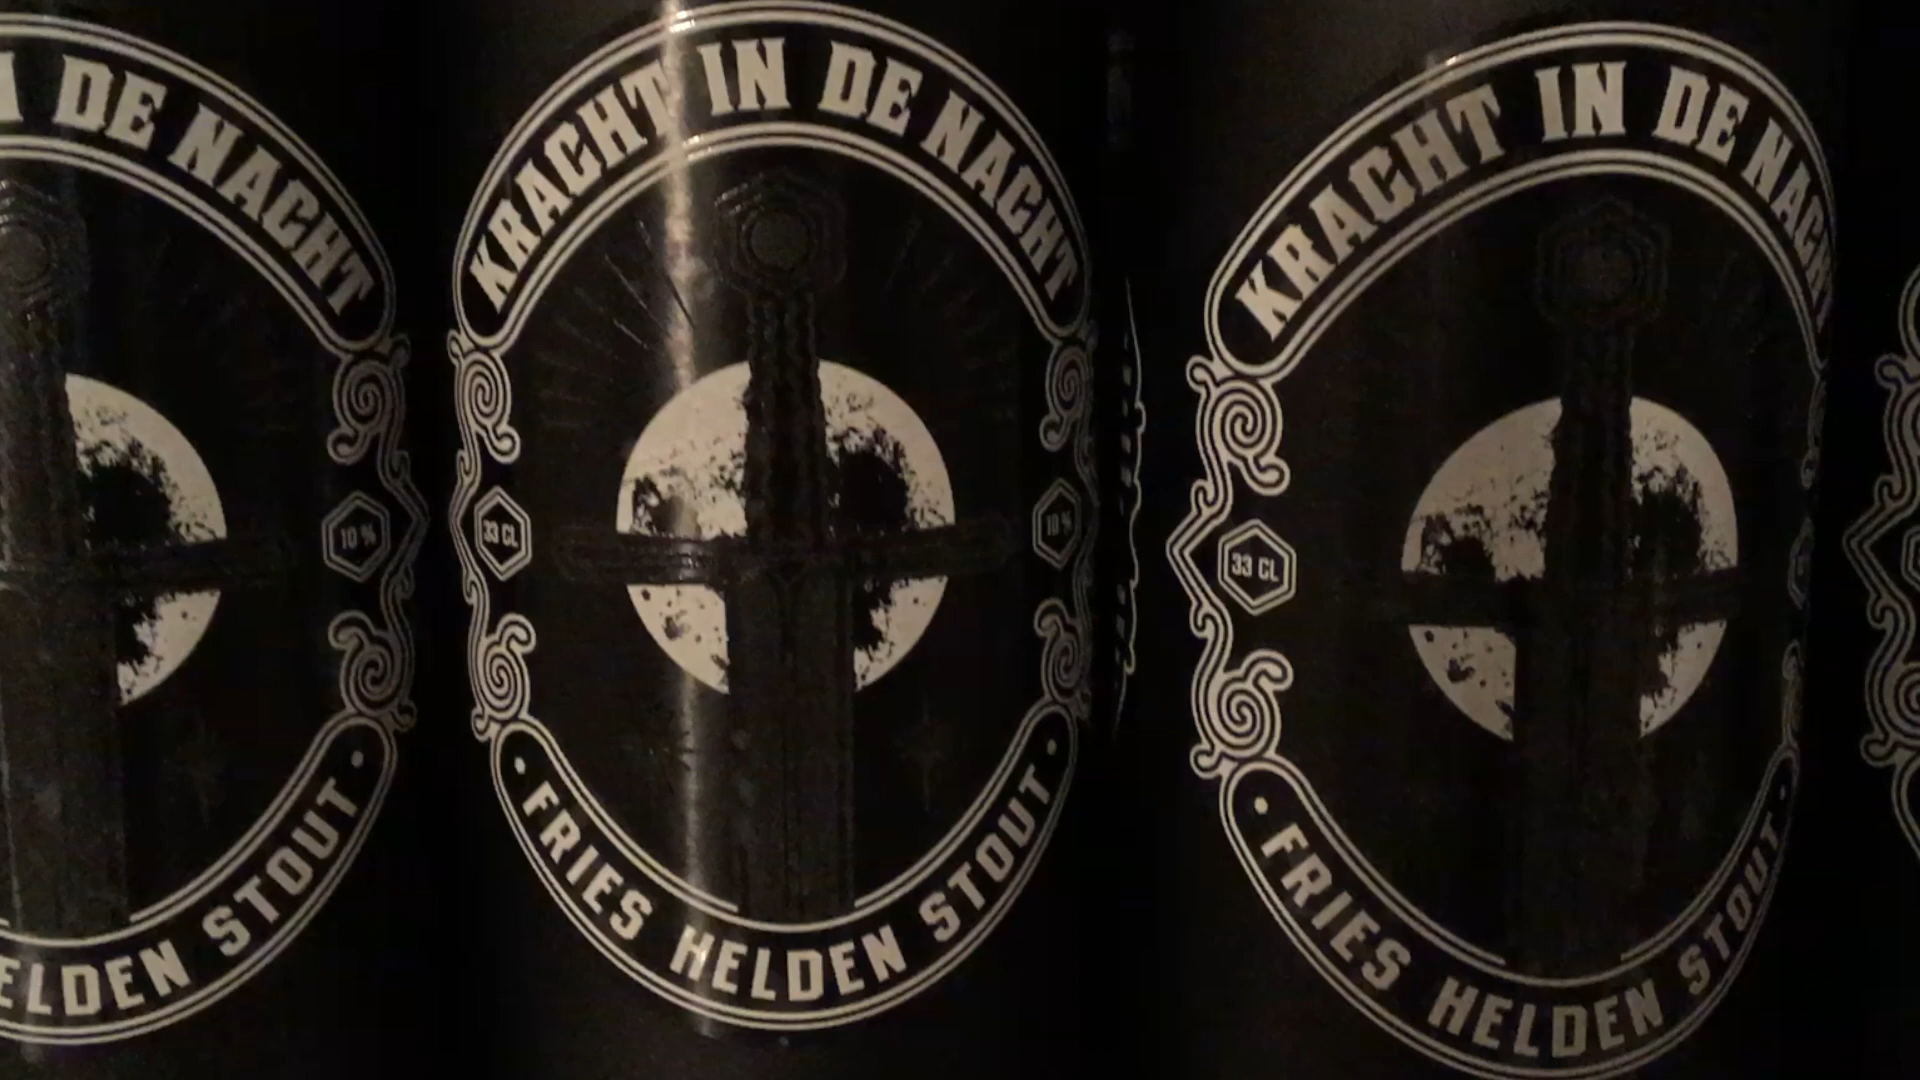 DE NACHT
10 %
ELDEN STOUT
KRACHT IN DE NACHT
33 CL
10 %
FRIES HELDEN STOUT
KRACHT IN DE NACHT
33 CL
FRIES HELDEN STOUT